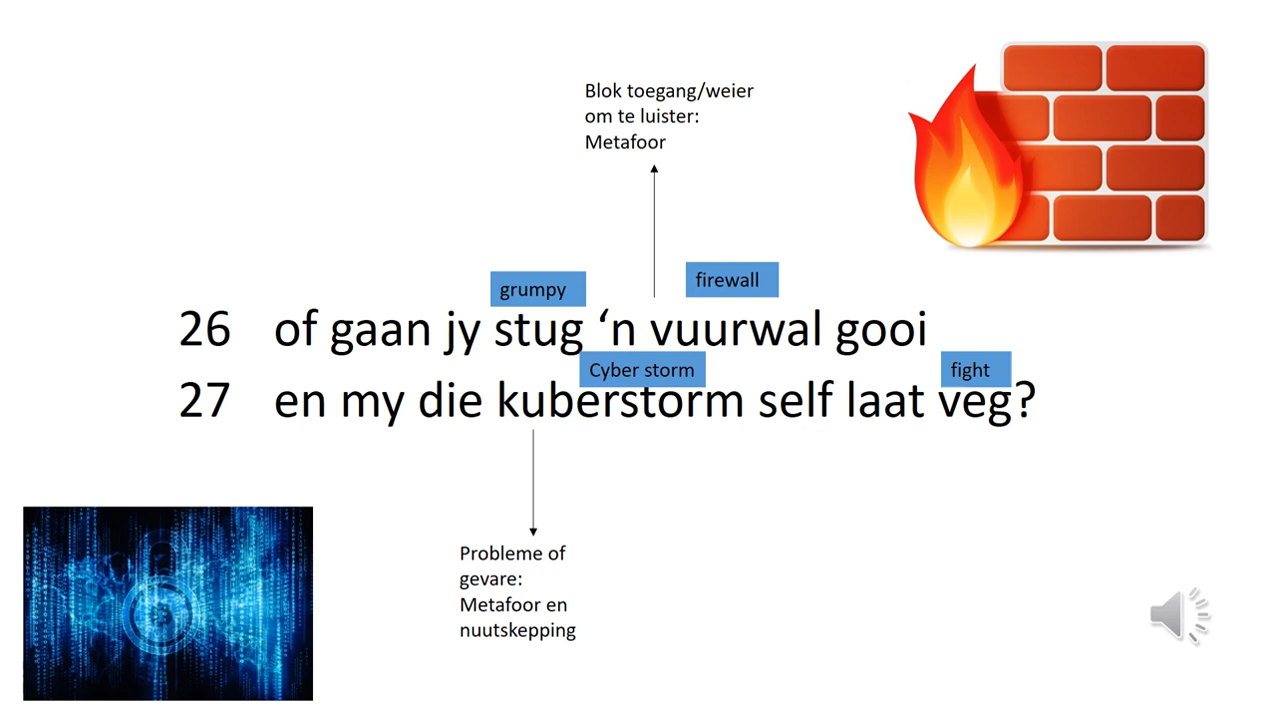 Blok toegang/weier
om te luister:
Metafoor
grumpy
firewall
26 of gaan jy stug ‘n vuurwal gooi
Cyber storm
fight
27 en my die kuberstorm self laat veg?
Probleme of
gevare:
Metafoor en
nuutskepping